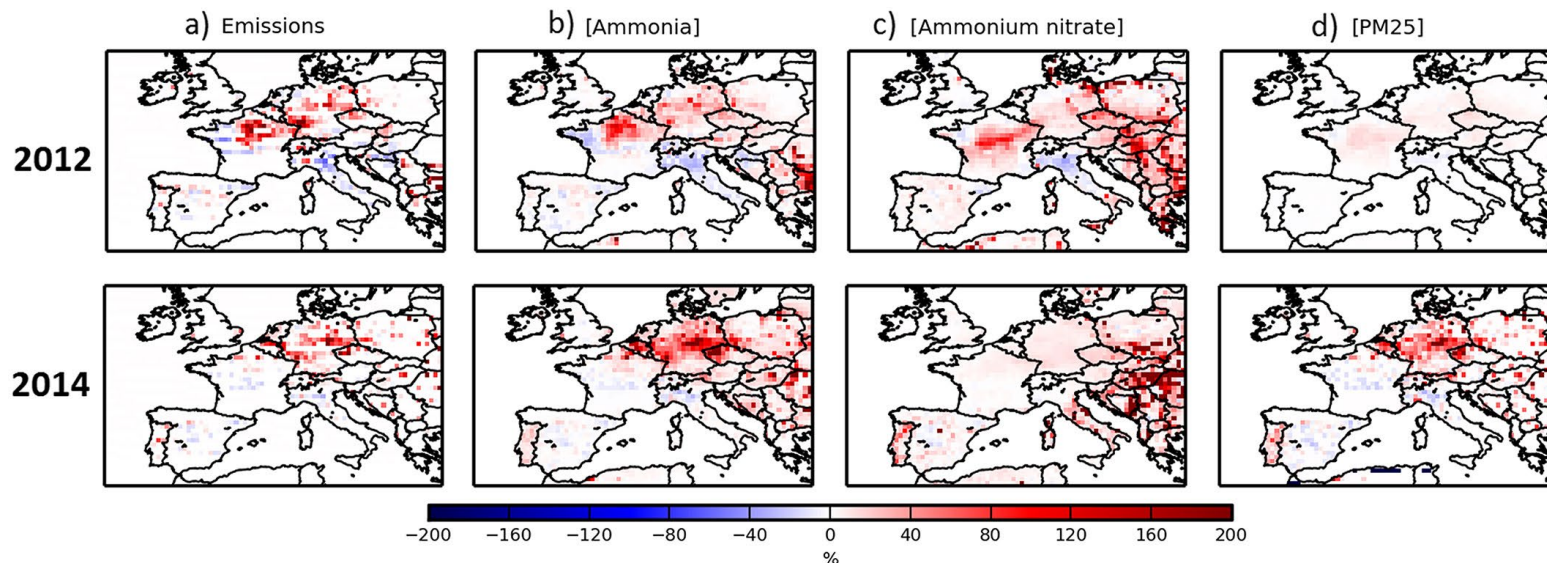 a) Emissions
b) [Ammonia]
c) [Ammonium nitrate]
d) [PM25]
2012
2014
−200 −160 −120 −80 −40 0 40 80 120 160 200
%